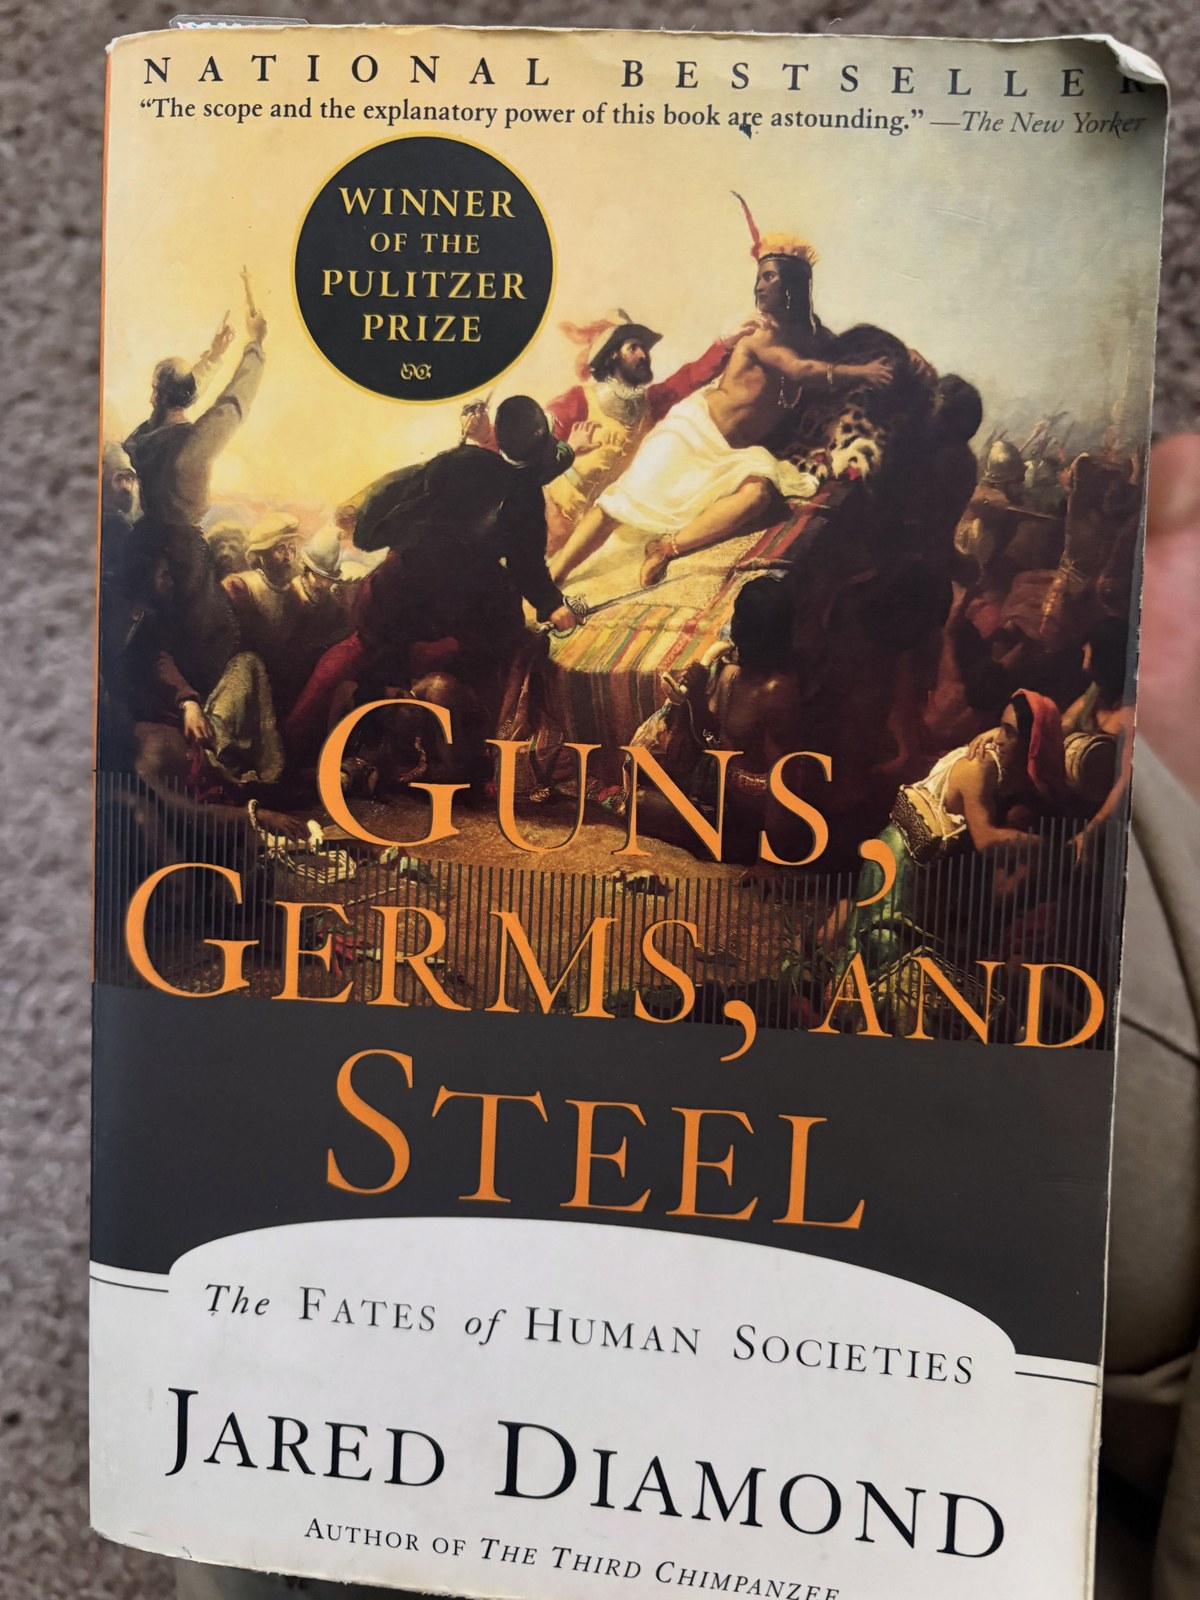 NATIONAL BESTSELLER
“The scope and the explanatory power of this book are astounding.” —The New Yorker
WINNER
OF THE
PULITZER
PRIZE
GUNS,
GERMS, AND
STEEL
The FATES of HUMAN SOCIETIES
JARED DIAMOND
AUTHOR OF THE THIRD CHIMPANZEE